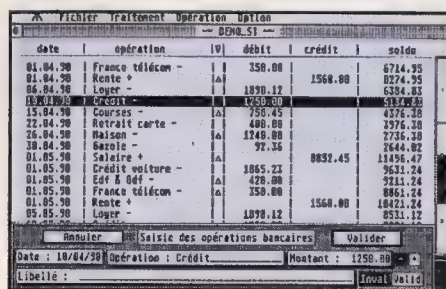 Fichier Traitement Opération Option
DEMO_S1
date opération |V| débit crédit solde
01.04.90 France télécom - 350.00 6714.95
01.04.90 Rente + 1560.00 8274.95
06.04.90 Loyer - 1890.12 6384.83
10.04.90 Crédit - 1250.00 5134.83
15.04.90 Courses - 758.45 4376.38
22.04.90 Retrait carte - 400.00 3976.38
26.04.90 Maison - 1240.00 2736.38
30.04.90 Gazole - 92.36 2644.02
01.05.90 Salaire + 8852.45 11496.47
01.05.90 Crédit voiture - 1865.23 9631.24
01.05.90 Edf & Gdf - 420.00 9211.24
01.05.90 France télécom - 350.00 8861.24
01.05.90 Rente + 1560.00 10421.24
05.05.90 Loyer - 1890.12 8531.12
Annuler Saisie des opérations bancaires Valider
Date : 10/04/90 Opération : Crédit Montant : 1250.00 - +
Libellé : Inval Valid